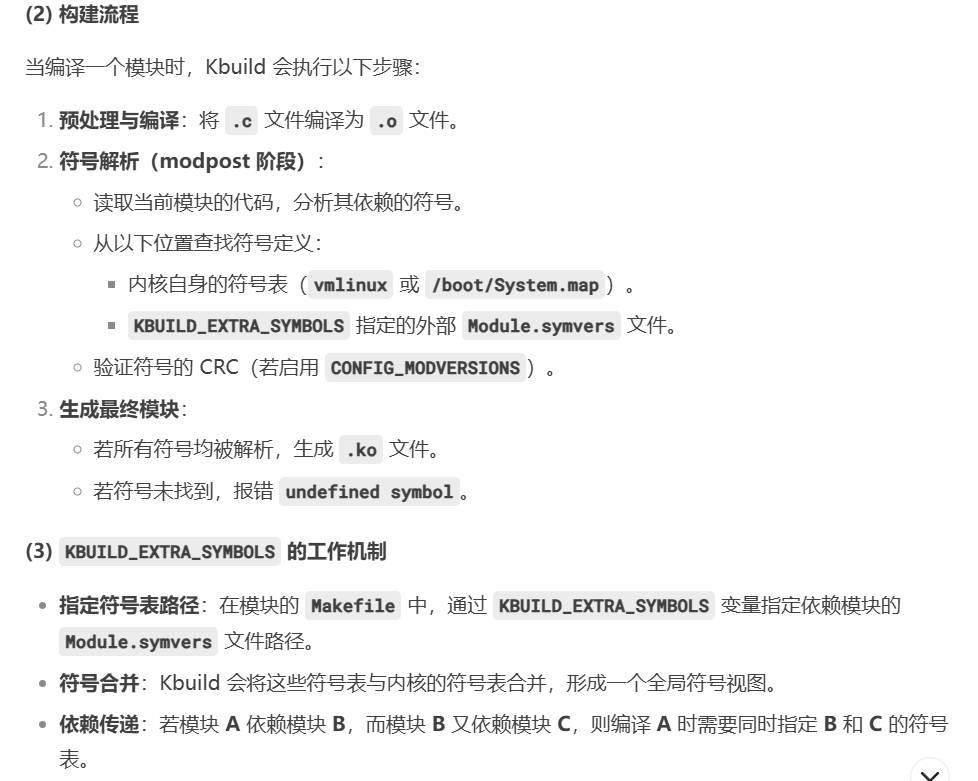 (2) 构建流程
当编译一个模块时，Kbuild 会执行以下步骤：
1. 预处理与编译：将 .c 文件编译为 .o 文件。
2. 符号解析（modpost 阶段）：
读取当前模块的代码，分析其依赖的符号。
从以下位置查找符号定义：
内核自身的符号表（vmlinux 或 /boot/System.map）。
KBUILD_EXTRA_SYMBOLS 指定的外部 Module.symvers 文件。
验证符号的 CRC（若启用 CONFIG_MODVERSIONS）。
3. 生成最终模块：
若所有符号均被解析，生成 .ko 文件。
若符号未找到，报错 undefined symbol。
(3) KBUILD_EXTRA_SYMBOLS 的工作机制
指定符号表路径：在模块的 Makefile 中，通过 KBUILD_EXTRA_SYMBOLS 变量指定依赖模块的
Module.symvers 文件路径。
符号合并：Kbuild 会将这些符号表与内核的符号表合并，形成一个全局符号视图。
依赖传递：若模块 A 依赖模块 B，而模块 B 又依赖模块 C，则编译 A 时需要同时指定 B 和 C 的符号
表。